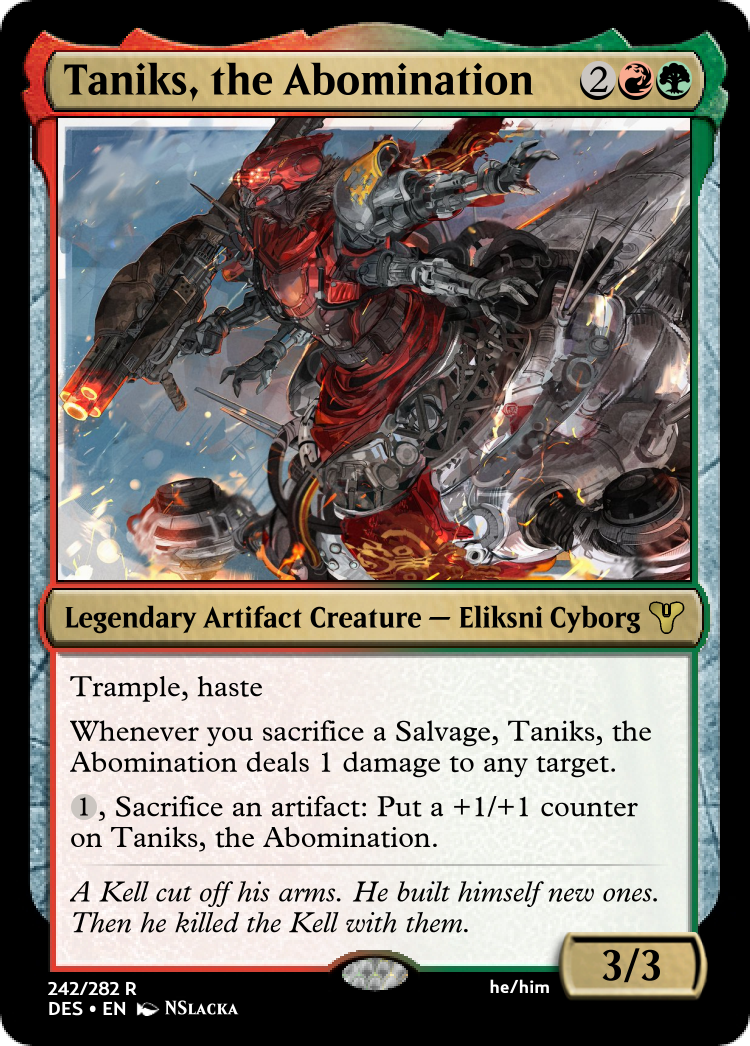 Taniks, the Abomination 2
Legendary Artifact Creature — Eliksni Cyborg
Trample, haste
Whenever you sacrifice a Salvage, Taniks, the
Abomination deals 1 damage to any target.
1, Sacrifice an artifact: Put a +1/+1 counter
on Taniks, the Abomination.
A Kell cut off his arms. He built himself new ones.
Then he killed the Kell with them.
3/3
242/282 R
he/him
DES • EN NSlacka